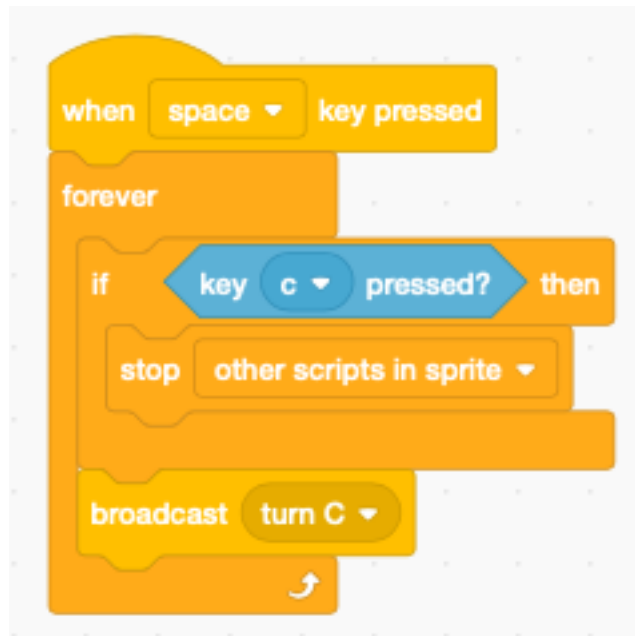 when space key pressed
forever
if key c pressed? then
stop other scripts in sprite
broadcast turn C